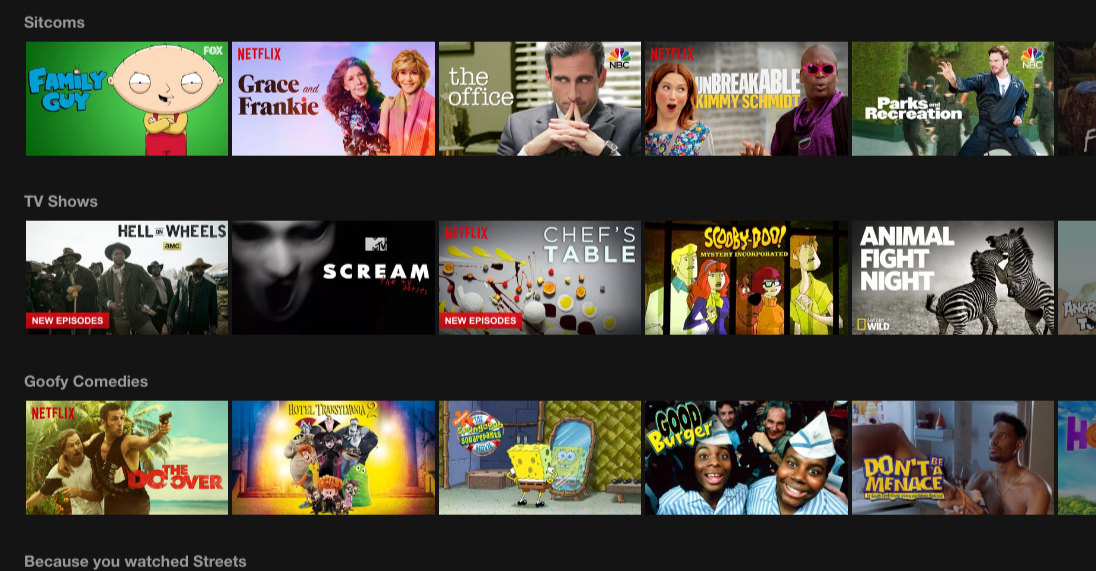 Sitcoms
FAMILY
GUY
FOX
NETFLIX
Grace and
Frankie
the
office
NBC
NETFLIX
UNBREAKABLE
KIMMY SCHMIDT
NBC
Parks and
Recreation
TV Shows
HELL ON WHEELS
AMC
NEW EPISODES
MTV
SCREAM
The TV Series
NETFLIX
CHEF'S
TABLE
NEW EPISODES
SCOOBY-DOO!
MYSTERY INCORPORATED
ANIMAL
FIGHT
NIGHT
WILD
Goofy Comedies
NETFLIX
THE
DO OVER
HOTEL TRANSYLVANIA 2
SPONGEBOB
SQUAREPANTS
GOOD
Burger
DON'T BE A
MENACE
Because you watched Streets